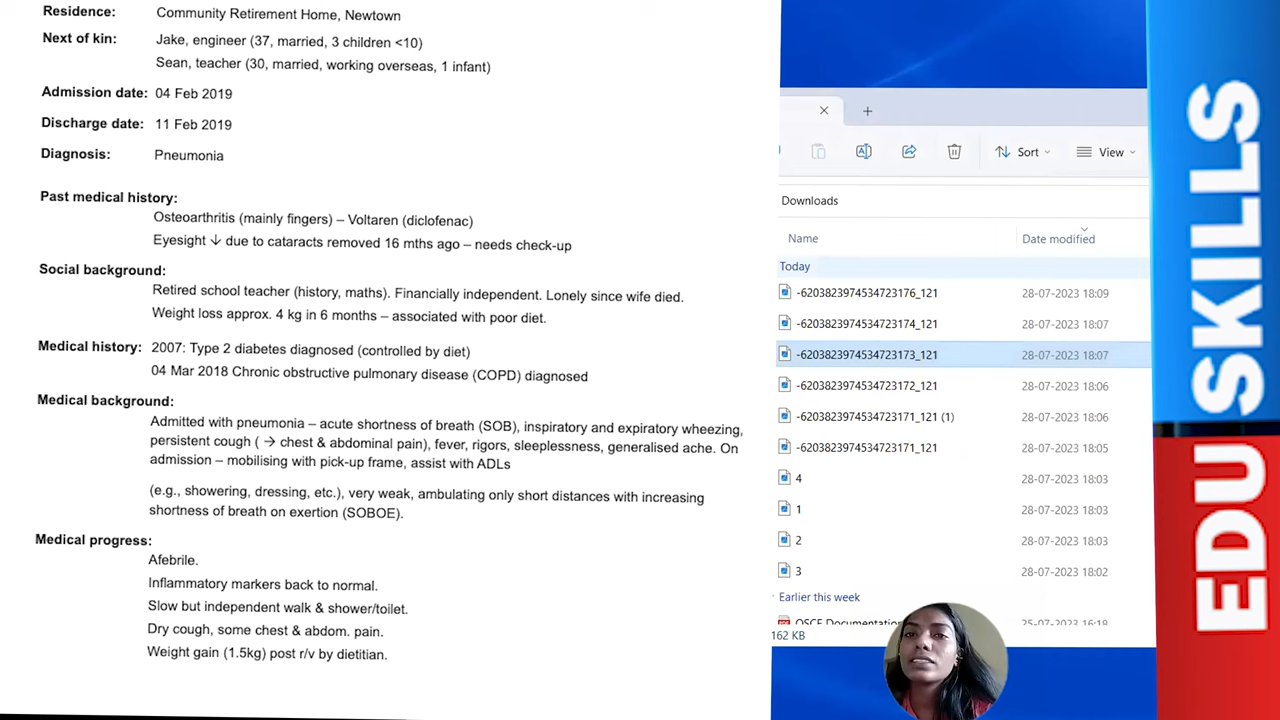 Residence: Community Retirement Home, Newtown
Next of kin: Jake, engineer (37, married, 3 children <10)
Sean, teacher (30, married, working overseas, 1 infant)
Admission date: 04 Feb 2019
Discharge date: 11 Feb 2019
Diagnosis: Pneumonia
Past medical history:
Osteoarthritis (mainly fingers) – Voltaren (diclofenac)
Eyesight ↓ due to cataracts removed 16 mths ago – needs check-up
Social background:
Retired school teacher (history, maths). Financially independent. Lonely since wife died.
Weight loss approx. 4 kg in 6 months – associated with poor diet.
Medical history: 2007: Type 2 diabetes diagnosed (controlled by diet)
04 Mar 2018 Chronic obstructive pulmonary disease (COPD) diagnosed
Medical background:
Admitted with pneumonia – acute shortness of breath (SOB), inspiratory and expiratory wheezing,
persistent cough ( → chest & abdominal pain), fever, rigors, sleeplessness, generalised ache. On
admission – mobilising with pick-up frame, assist with ADLs
(e.g., showering, dressing, etc.), very weak, ambulating only short distances with increasing
shortness of breath on exertion (SOBOE).
Medical progress:
Afebrile.
Inflammatory markers back to normal.
Slow but independent walk & shower/toilet.
Dry cough, some chest & abdom. pain.
Weight gain (1.5kg) post r/v by dietitian.
Sort
View
Downloads
Name Date modified
Today
-6203823974534723176_121 28-07-2023 18:09
-6203823974534723174_121 28-07-2023 18:07
-6203823974534723173_121 28-07-2023 18:07
-6203823974534723172_121 28-07-2023 18:06
-6203823974534723171_121 (1) 28-07-2023 18:06
-6203823974534723171_121 28-07-2023 18:05
4 28-07-2023 18:03
1 28-07-2023 18:03
2 28-07-2023 18:03
3 28-07-2023 18:02
Earlier this week
OSCE Documentation 25-07-2023 16:18
162 KB
EDU SKILLS